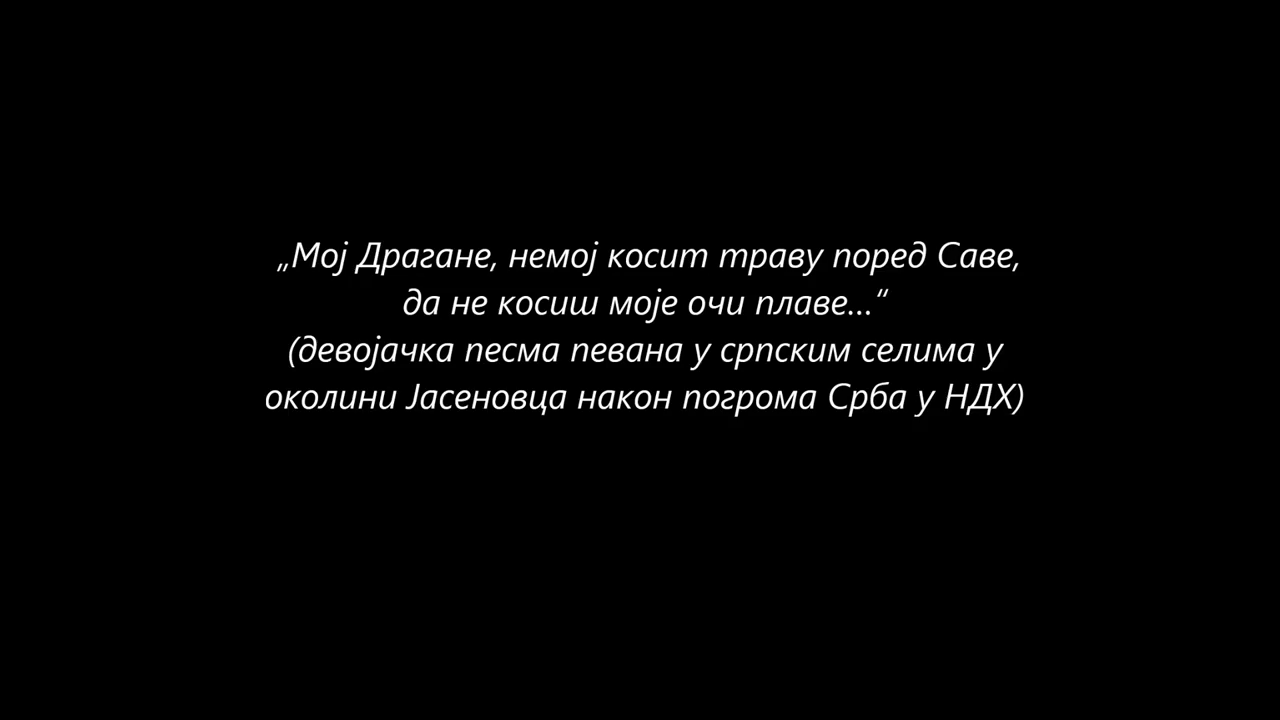 „Мој Драгане, немој косит траву поред Саве,
да не косиш моје очи плаве...“
(девојачка песма певана у српским селима у
околини Јасеновца након погрома Срба у НДХ)